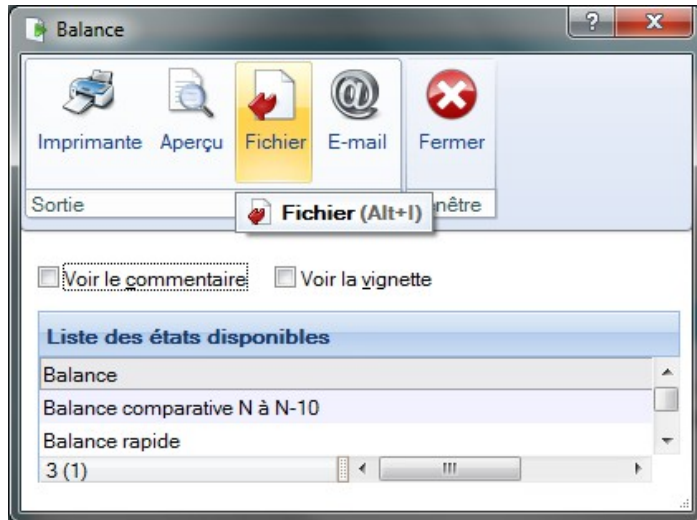 Balance
Imprimante Aperçu Fichier E-mail Fermer
Sortie
Fichier (Alt+I)
Voir le commentaire Voir la vignette
Liste des états disponibles
Balance
Balance comparative N à N-10
Balance rapide
3 (1)